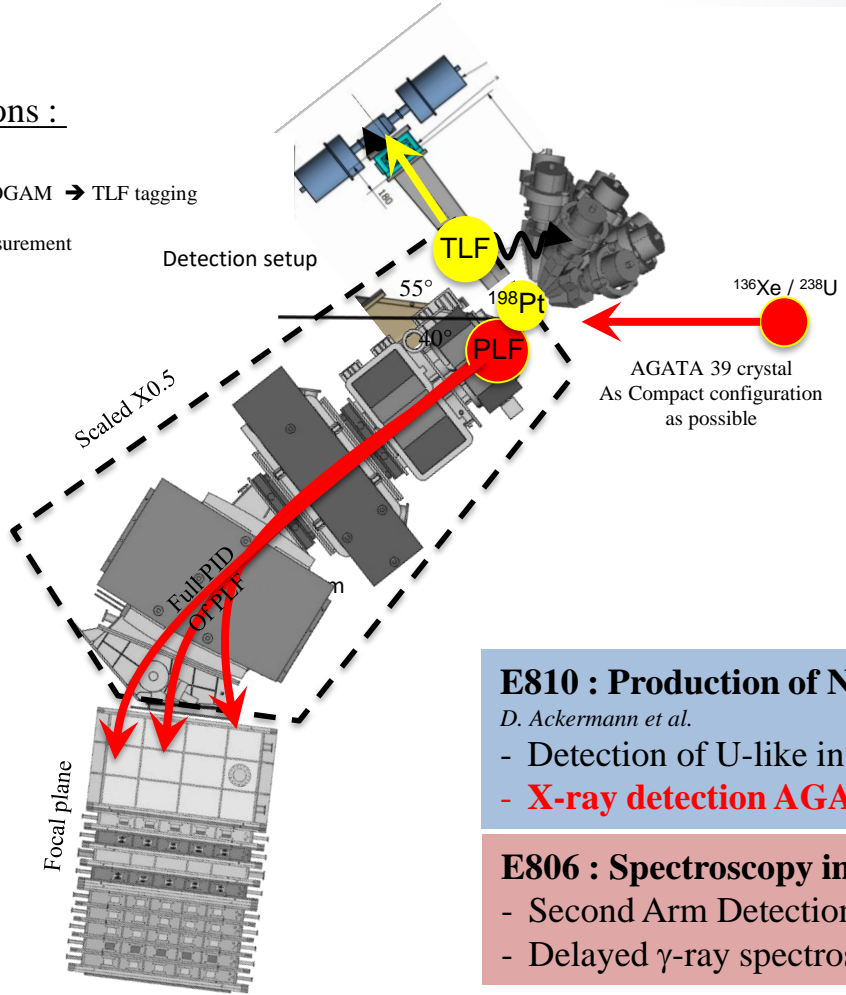 ons :
OGAM ➔ TLF tagging
surement
Detection setup
180
TLF
55°
198Pt
136Xe / 238U
40°
PLF
AGATA 39 crystal
As Compact configuration
as possible
Scaled X0.5
Full PID
Of PLF
m
Focal plane
E810 : Production of N
D. Ackermann et al.
- Detection of U-like in
- X-ray detection AGA
E806 : Spectroscopy in
- Second Arm Detection
- Delayed γ-ray spectros